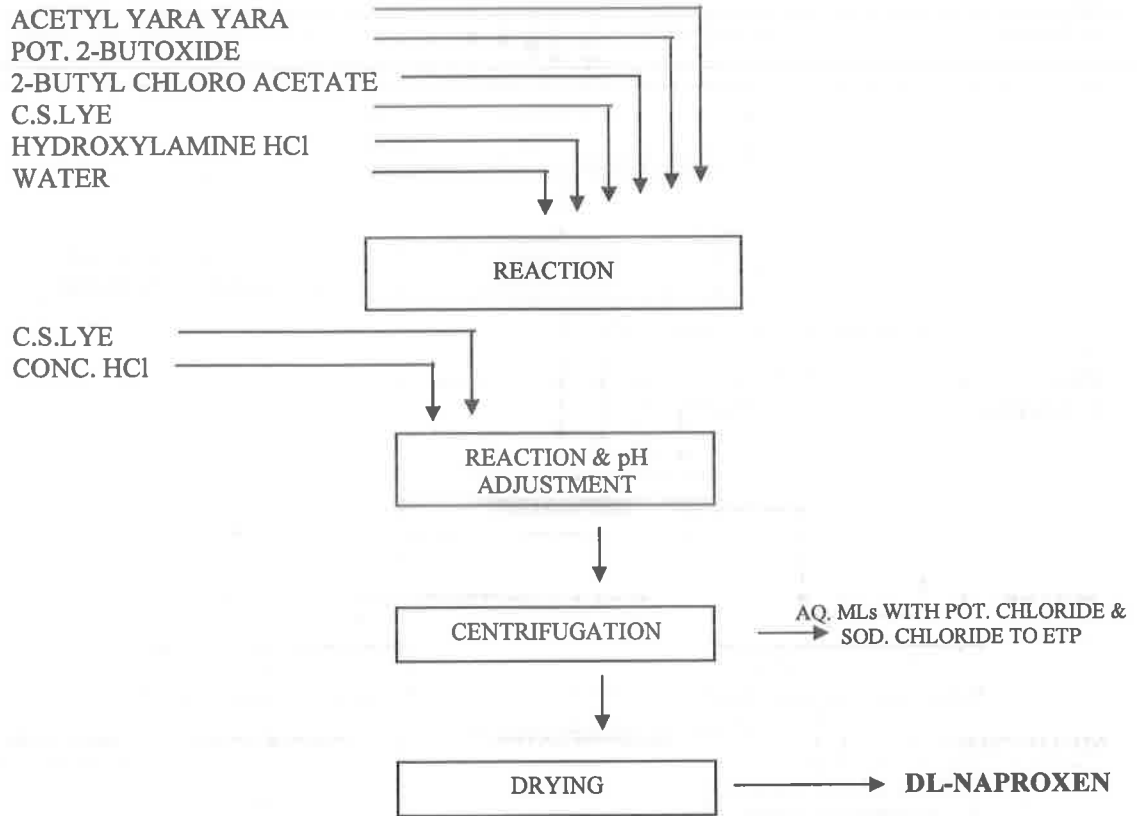 ACETYL YARA YARA
POT. 2-BUTOXIDE
2-BUTYL CHLORO ACETATE
C.S.LYE
HYDROXYLAMINE HCl
WATER
REACTION
C.S.LYE
CONC. HCl
REACTION & pH
ADJUSTMENT
CENTRIFUGATION
AQ. MLs WITH POT. CHLORIDE &
SOD. CHLORIDE TO ETP
DRYING
DL-NAPROXEN